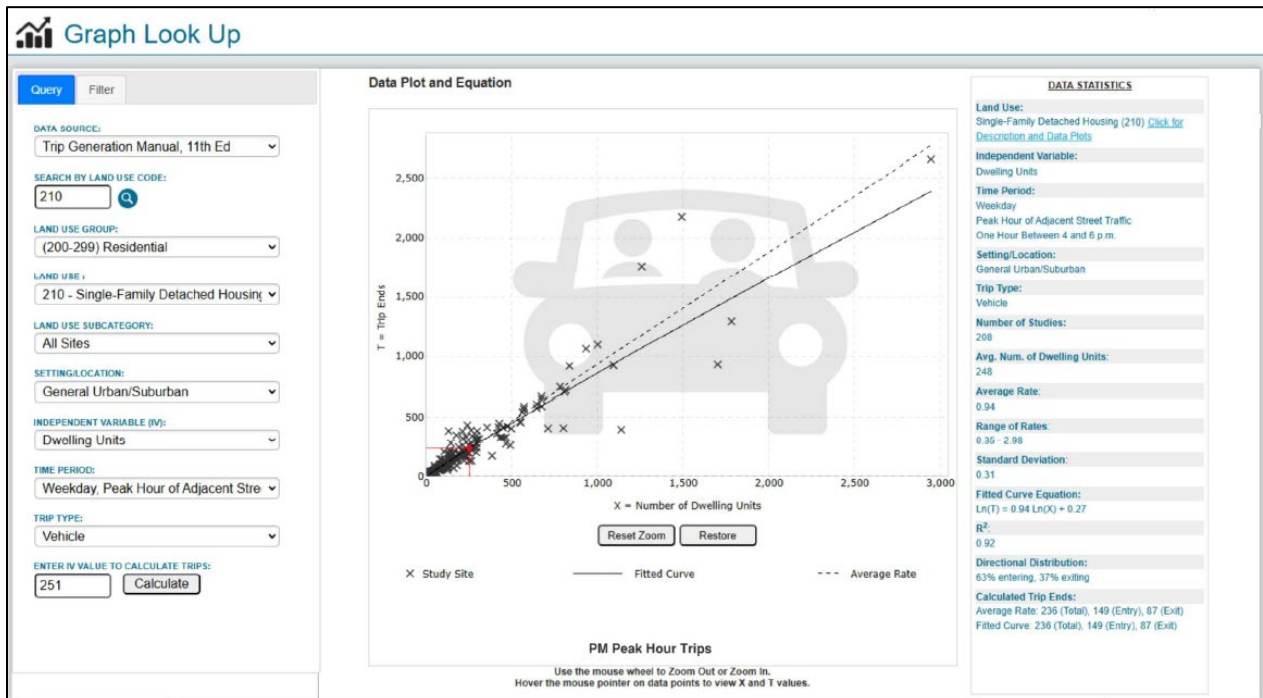 Graph Look Up
Query
Filter
DATA SOURCE:
Trip Generation Manual, 11th Ed
SEARCH BY LAND USE CODE:
210
LAND USE GROUP:
(200-299) Residential
LAND USE :
210 - Single-Family Detached Housing
LAND USE SUBCATEGORY:
All Sites
SETTING/LOCATION:
General Urban/Suburban
INDEPENDENT VARIABLE (IV):
Dwelling Units
TIME PERIOD:
Weekday, Peak Hour of Adjacent Stre
TRIP TYPE:
Vehicle
ENTER IV VALUE TO CALCULATE TRIPS:
251
Calculate
Data Plot and Equation
T = Trip Ends
2,500
2,000
1,500
1,000
500
0
0 500 1,000 1,500 2,000 2,500 3,000
X = Number of Dwelling Units
Reset Zoom
Restore
Study Site
Fitted Curve
Average Rate
PM Peak Hour Trips
Use the mouse wheel to Zoom Out or Zoom In.
Hover the mouse pointer on data points to view X and T values.
DATA STATISTICS
Land Use:
Single-Family Detached Housing (210) Click for
Description and Data Plots
Independent Variable:
Dwelling Units
Time Period:
Weekday
Peak Hour of Adjacent Street Traffic
One Hour Between 4 and 6 p.m.
Setting/Location:
General Urban/Suburban
Trip Type:
Vehicle
Number of Studies:
208
Avg. Num. of Dwelling Units:
248
Average Rate:
0.94
Range of Rates:
0.35 - 2.98
Standard Deviation:
0.31
Fitted Curve Equation:
Ln(T) = 0.94 Ln(X) + 0.27
R²:
0.92
Directional Distribution:
63% entering, 37% exiting
Calculated Trip Ends:
Average Rate: 236 (Total), 149 (Entry), 87 (Exit)
Fitted Curve: 236 (Total), 149 (Entry), 87 (Exit)